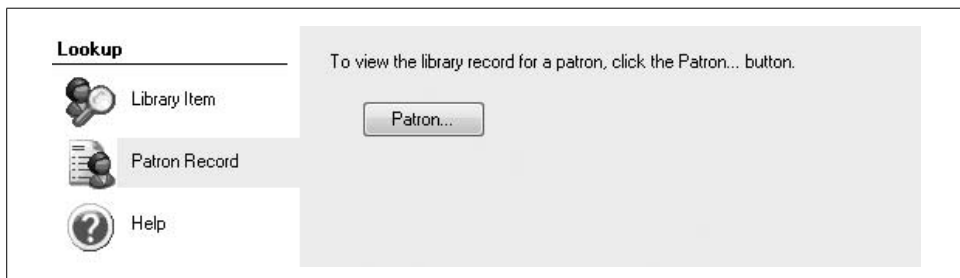 Lookup
Library Item
Patron Record
Help
To view the library record for a patron, click the Patron... button.
Patron...